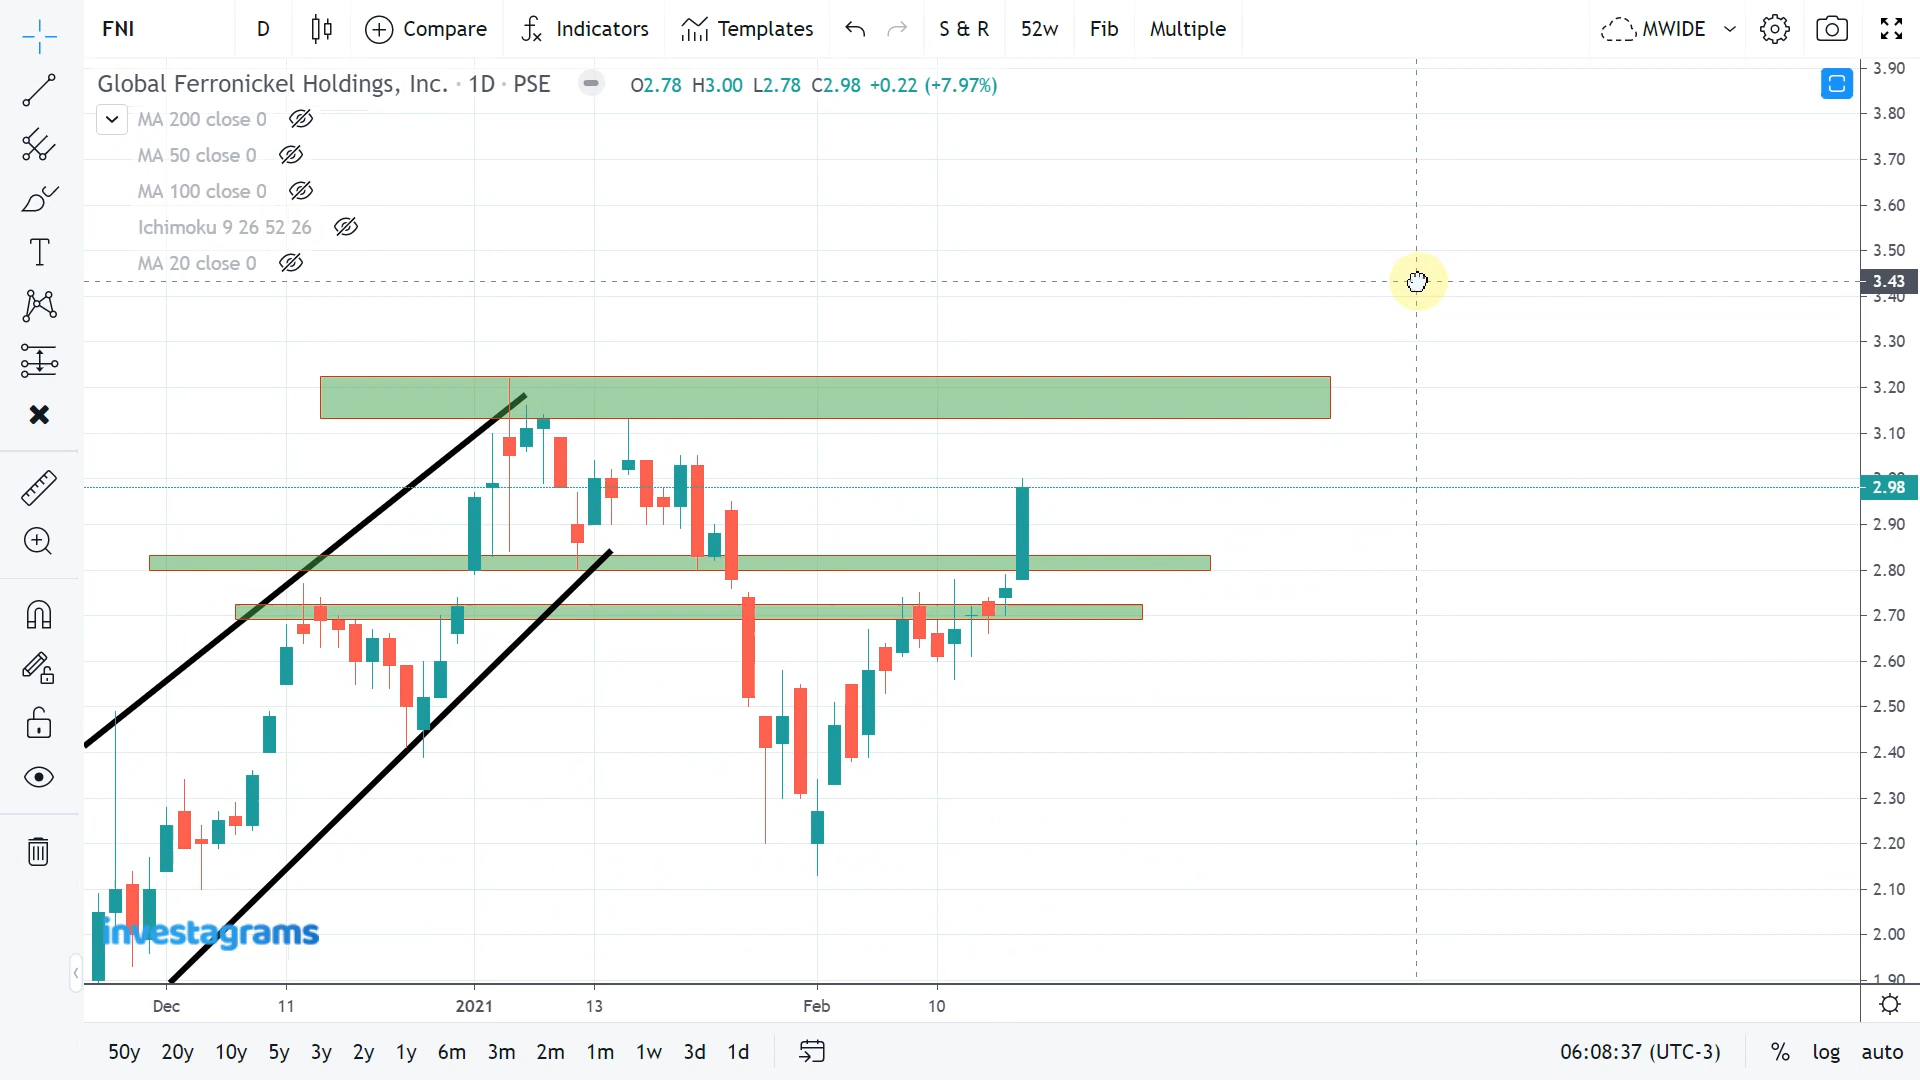 FNI D Compare Indicators Templates S & R 52w Fib Multiple MWIDE
Global Ferronickel Holdings, Inc. · 1D · PSE O2.78 H3.00 L2.78 C2.98 +0.22 (+7.97%)
MA 200 close 0
MA 50 close 0
MA 100 close 0
Ichimoku 9 26 52 26
MA 20 close 0
3.90
3.80
3.70
3.60
3.50
3.43
3.40
3.30
3.20
3.10
2.98
2.90
2.80
2.70
2.60
2.50
2.40
2.30
2.20
2.10
2.00
1.90
investagrams
Dec 11 2021 13 Feb 10
50y 20y 10y 5y 3y 2y 1y 6m 3m 2m 1m 1w 3d 1d 06:08:37 (UTC-3) % log auto